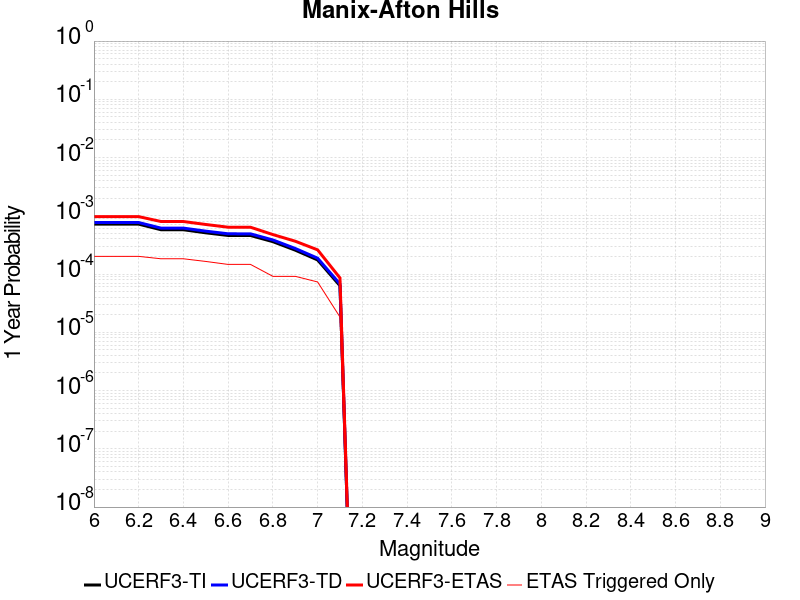 Manix-Afton Hills
10^0
10^-1
10^-2
10^-3
10^-4
10^-5
10^-6
10^-7
10^-8
1 Year Probability
6 6.2 6.4 6.6 6.8 7 7.2 7.4 7.6 7.8 8 8.2 8.4 8.6 8.8 9
Magnitude
UCERF3-TI UCERF3-TD UCERF3-ETAS ETAS Triggered Only